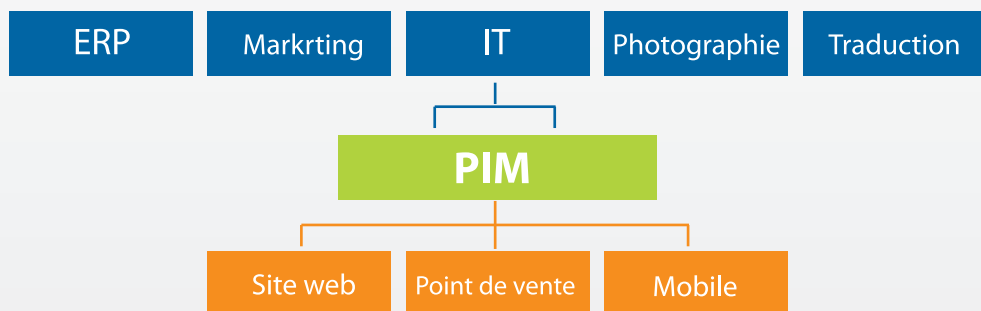 ERP
Markrting
IT
Photographie
Traduction
PIM
Site web
Point de vente
Mobile